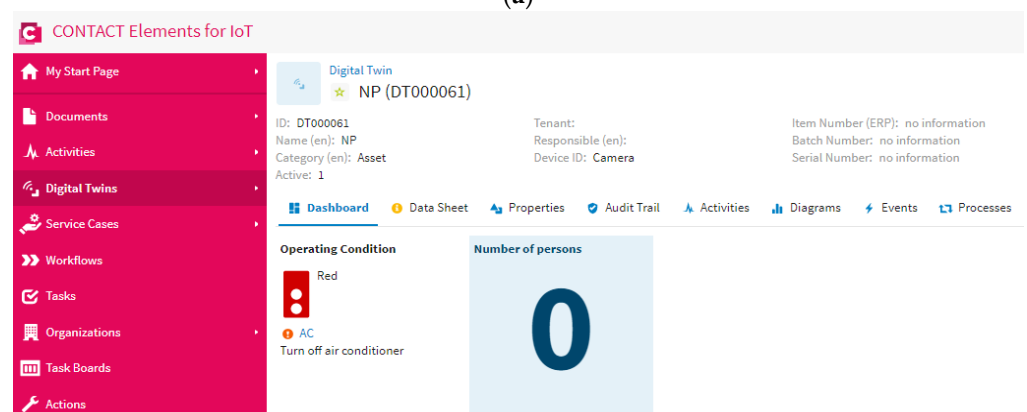 (a)
CONTACT Elements for IoT
My Start Page
Documents
Activities
Digital Twins
Service Cases
Workflows
Tasks
Organizations
Task Boards
Actions
Digital Twin
NP (DT000061)
ID: DT000061
Name (en): NP
Category (en): Asset
Active: 1
Tenant:
Responsible (en):
Device ID: Camera
Item Number (ERP): no information
Batch Number: no information
Serial Number: no information
Dashboard Data Sheet Properties Audit Trail Activities Diagrams Events Processes
Operating Condition
Red
AC
Turn off air conditioner
Number of persons
0